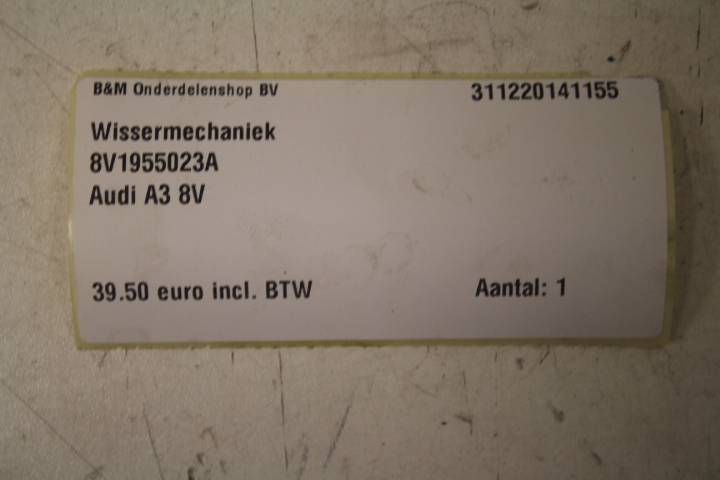 B&M Onderdelenshop BV 311220141155
Wissermechaniek
8V1955023A
Audi A3 8V
39.50 euro incl. BTW Aantal: 1